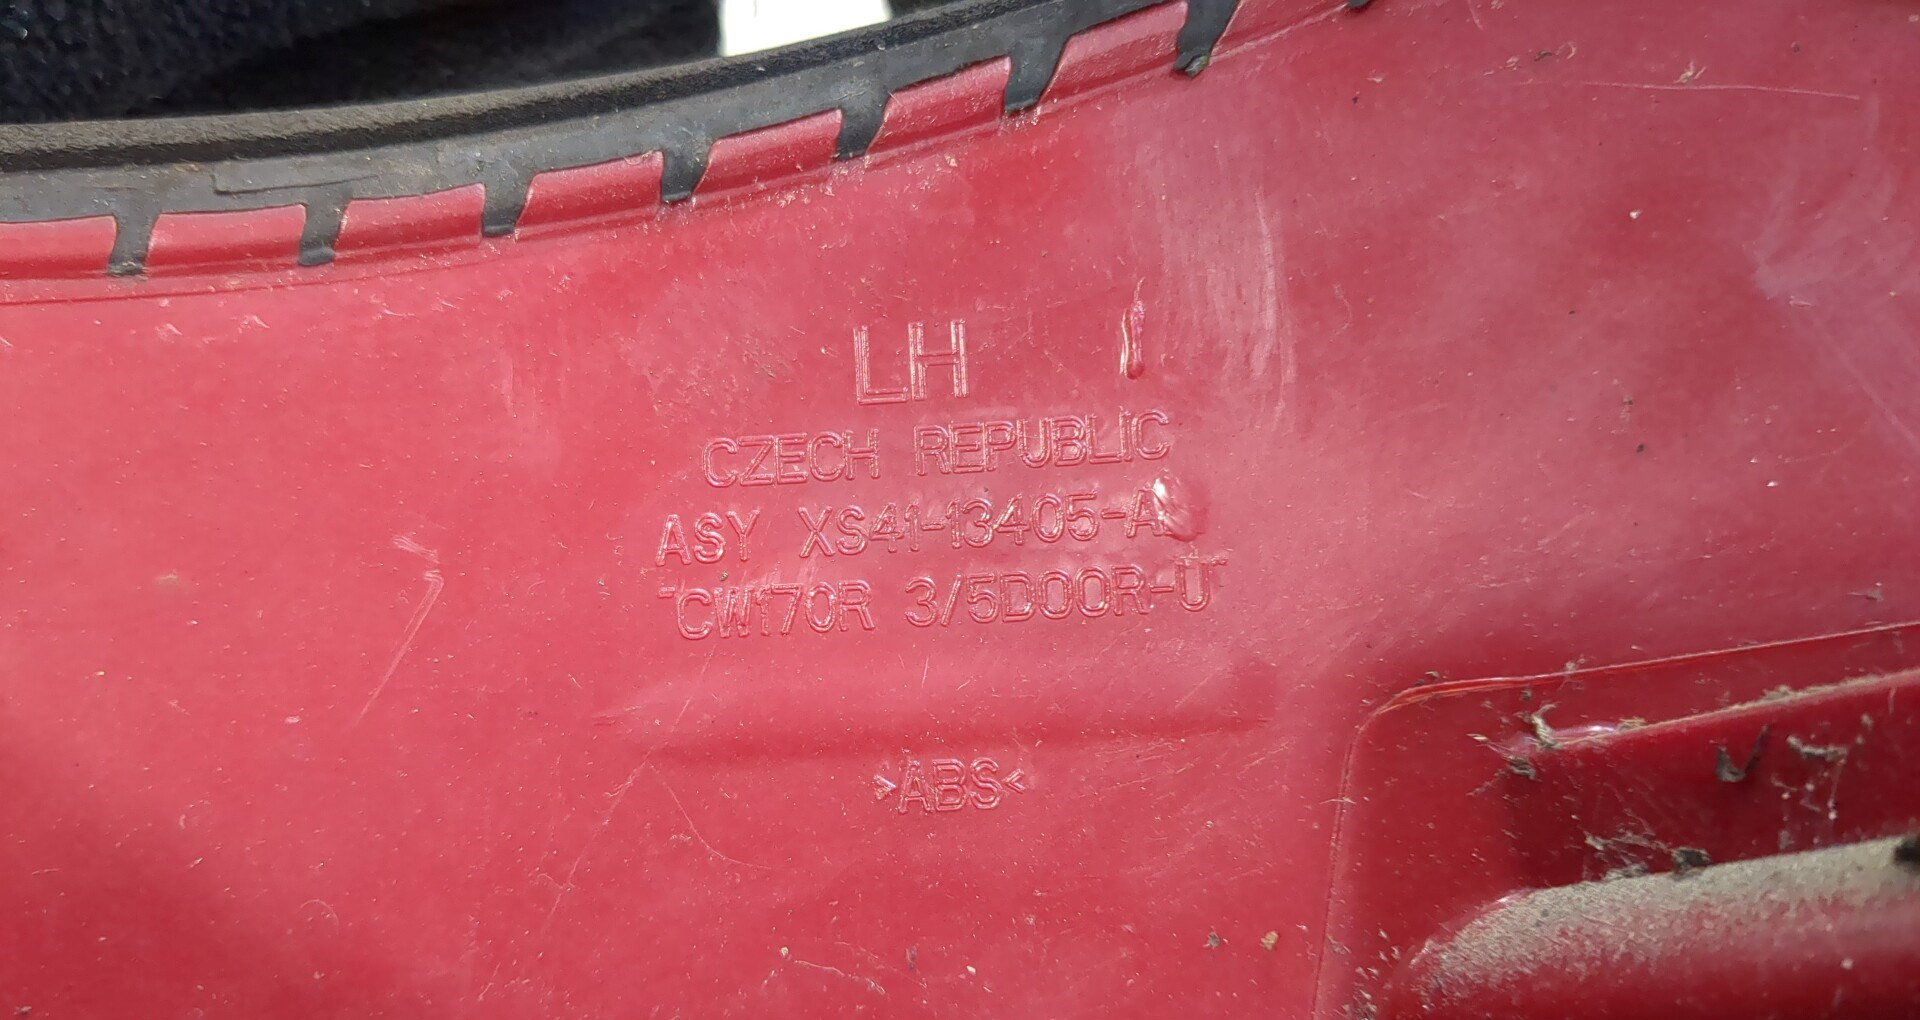 LH
CZECH REPUBLIC
ASY XS41-13405-A
"CW170R 3/5DOOR-U"
>ABS<